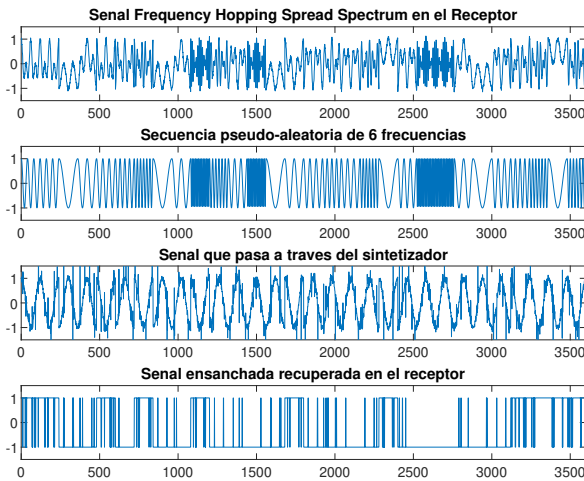 Senal Frequency Hopping Spread Spectrum en el Receptor
1
0
-1
0 500 1000 1500 2000 2500 3000 3500
Secuencia pseudo-aleatoria de 6 frecuencias
1
0
-1
0 500 1000 1500 2000 2500 3000 3500
Senal que pasa a traves del sintetizador
1
0
-1
0 500 1000 1500 2000 2500 3000 3500
Senal ensanchada recuperada en el receptor
1
0
-1
0 500 1000 1500 2000 2500 3000 3500